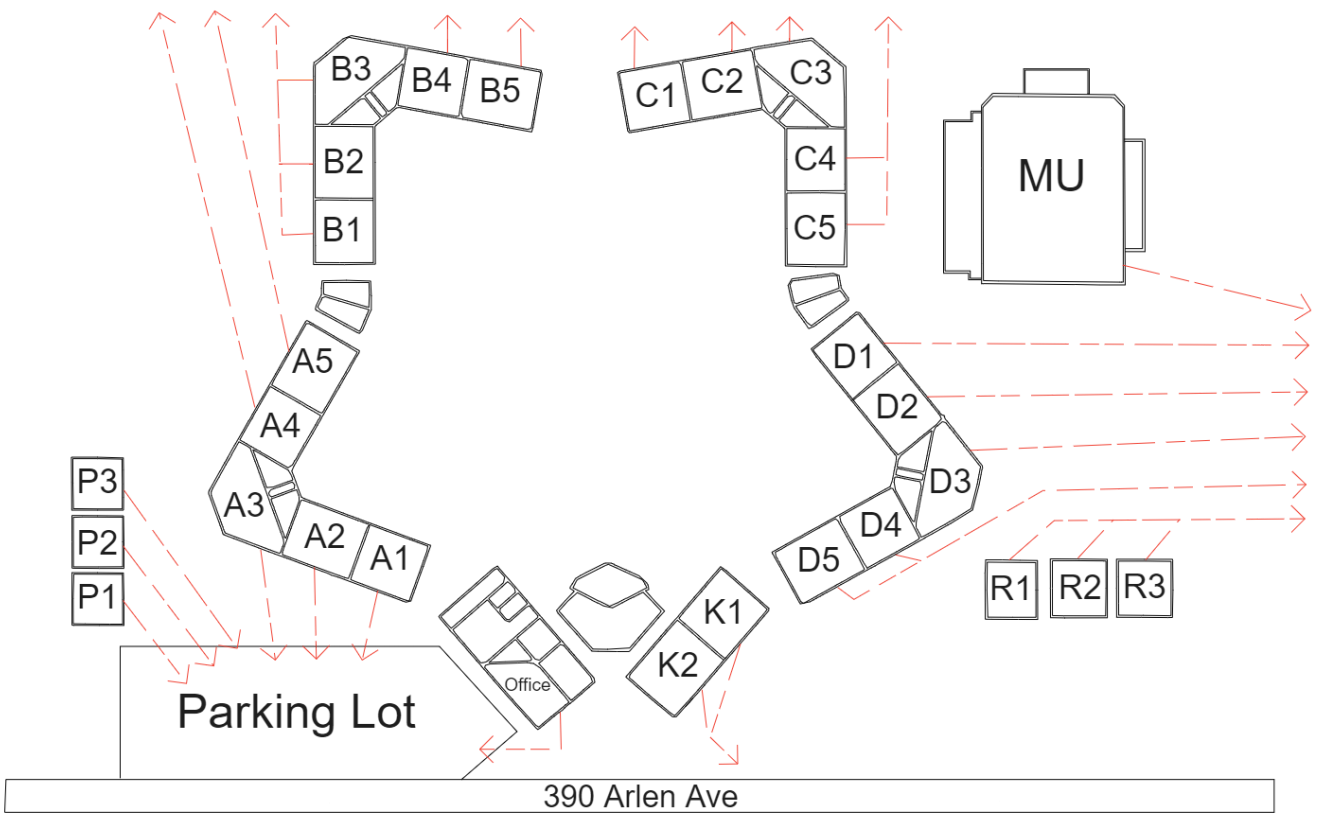 B3
B4
B5
C1
C2
C3
B2
C4
MU
B1
C5
A5
D1
A4
D2
P3
A3
D3
A2
D4
P2
A1
D5
P1
K1
R1
R2
R3
K2
Office
Parking Lot
390 Arlen Ave